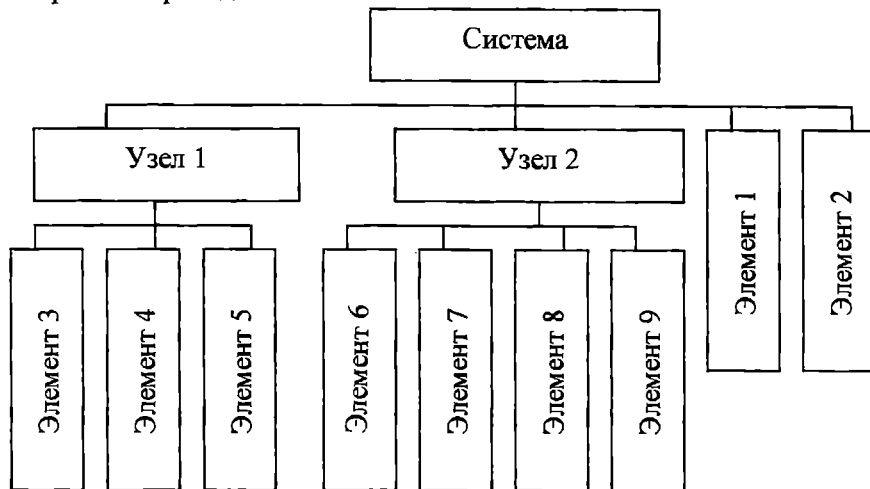 Система
Узел 1
Узел 2
Элемент 1
Элемент 2
Элемент 3
Элемент 4
Элемент 5
Элемент 6
Элемент 7
Элемент 8
Элемент 9